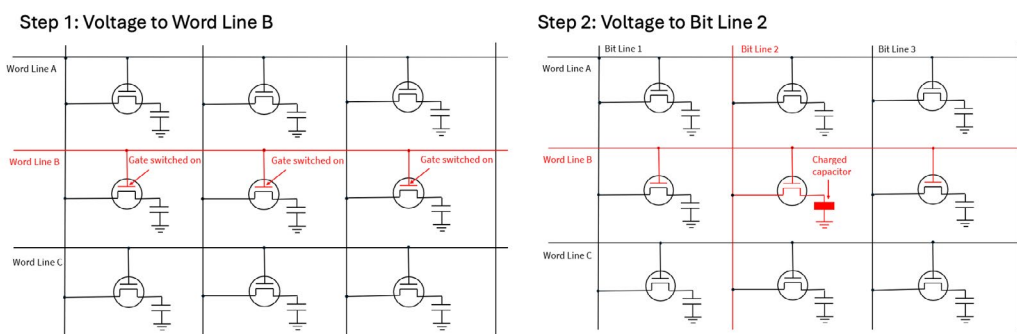 Step 1: Voltage to Word Line B
Word Line A
Word Line B
Gate switched on
Gate switched on
Gate switched on
Word Line C
Step 2: Voltage to Bit Line 2
Bit Line 1
Bit Line 2
Bit Line 3
Word Line A
Word Line B
Charged
capacitor
Word Line C